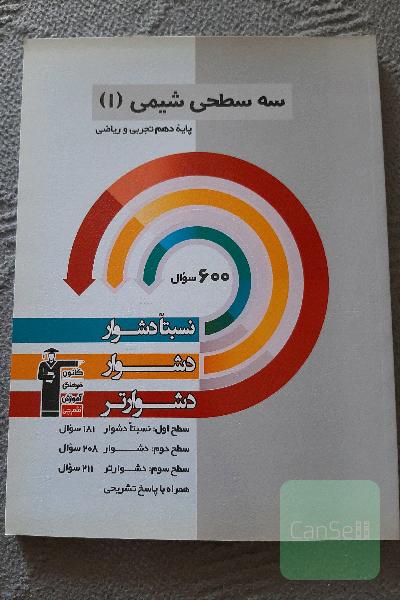 سه سطحی شیمی (۱)
پایهٔ دهم تجربی و ریاضی
۶۰۰ سؤال
نسبتاً دشوار
دشوار
دشوارتر
کانون
فرهنگی
آموزش
قلم‌چی
سطح اول: نسبتاً دشوار ۱۸۱ سؤال
سطح دوم: دشوار ۲۰۸ سؤال
سطح سوم: دشوارتر ۲۱۱ سؤال
همراه با پاسخ تشریحی
CanSell